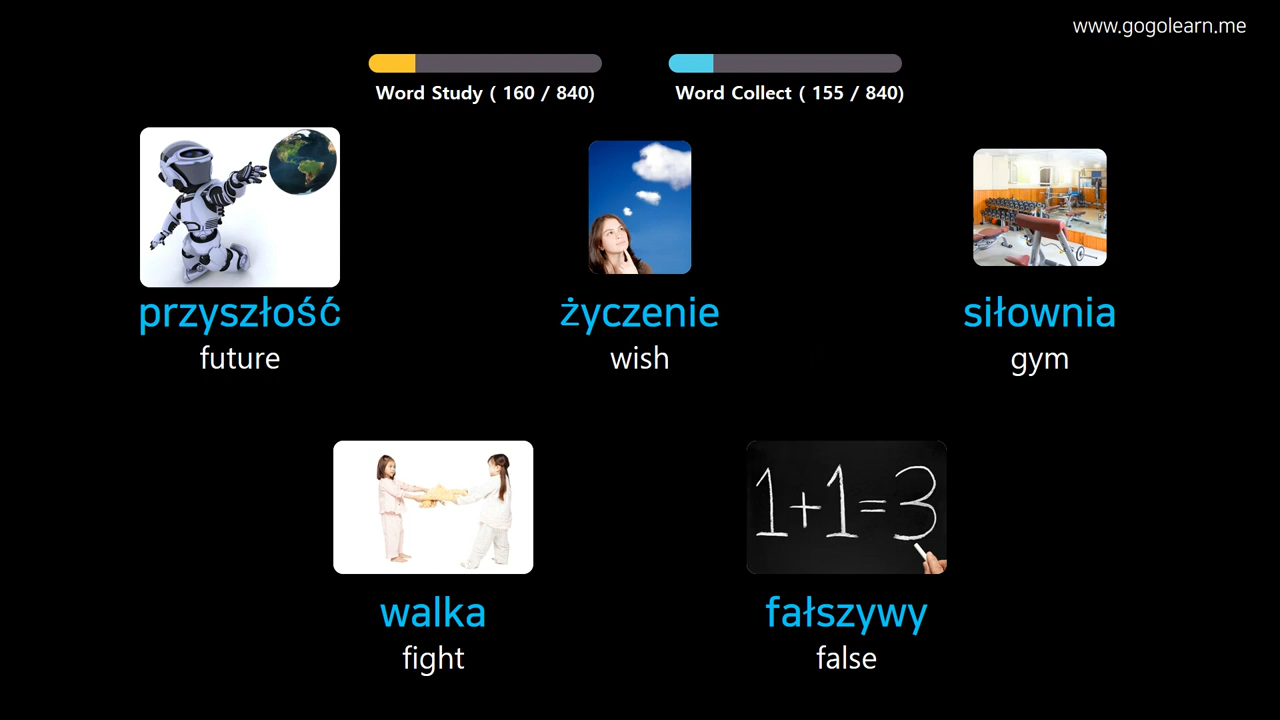 www.gogolearn.me
Word Study ( 160 / 840)
Word Collect ( 155 / 840)
przyszłość
future
życzenie
wish
siłownia
gym
1+1=3
walka
fight
fałszywy
false